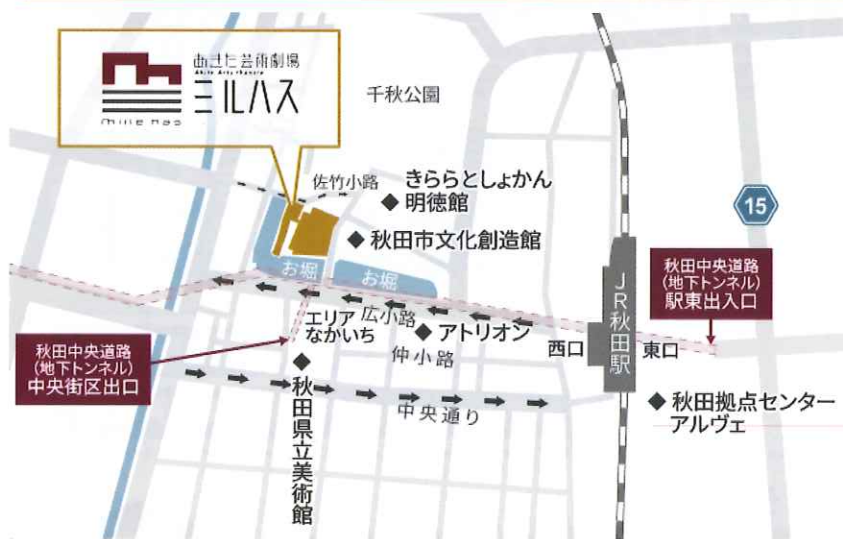 あきた芸術劇場
Akita Arts Theatre
ミルハス
mille has
千秋公園
佐竹小路
きららとしょかん
明徳館
15
秋田市文化創造館
お堀
お堀
秋田中央道路
(地下トンネル)
駅東出入口
JR秋田駅
広小路
エリア
なかいち
アトリオン
西口
東口
仲小路
秋田中央道路
(地下トンネル)
中央街区出口
秋田県立美術館
中央通り
秋田拠点センター
アルヴェ